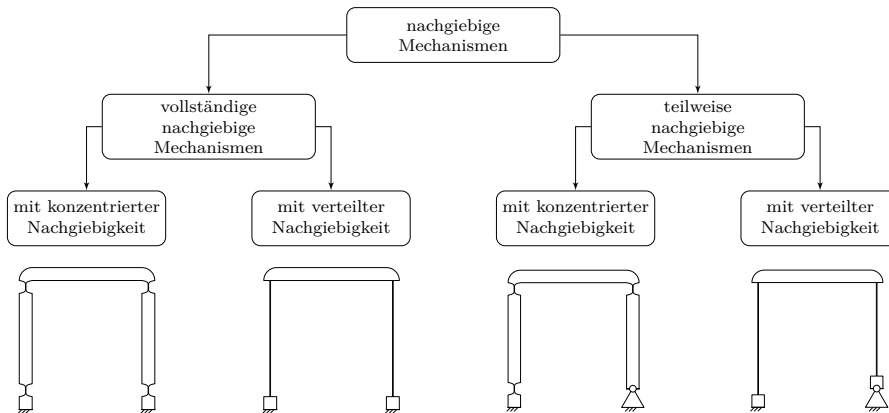 nachgiebige
Mechanismen
vollständige
nachgiebige
Mechanismen
teilweise
nachgiebige
Mechanismen
mit konzentrierter
Nachgiebigkeit
mit verteilter
Nachgiebigkeit
mit konzentrierter
Nachgiebigkeit
mit verteilter
Nachgiebigkeit